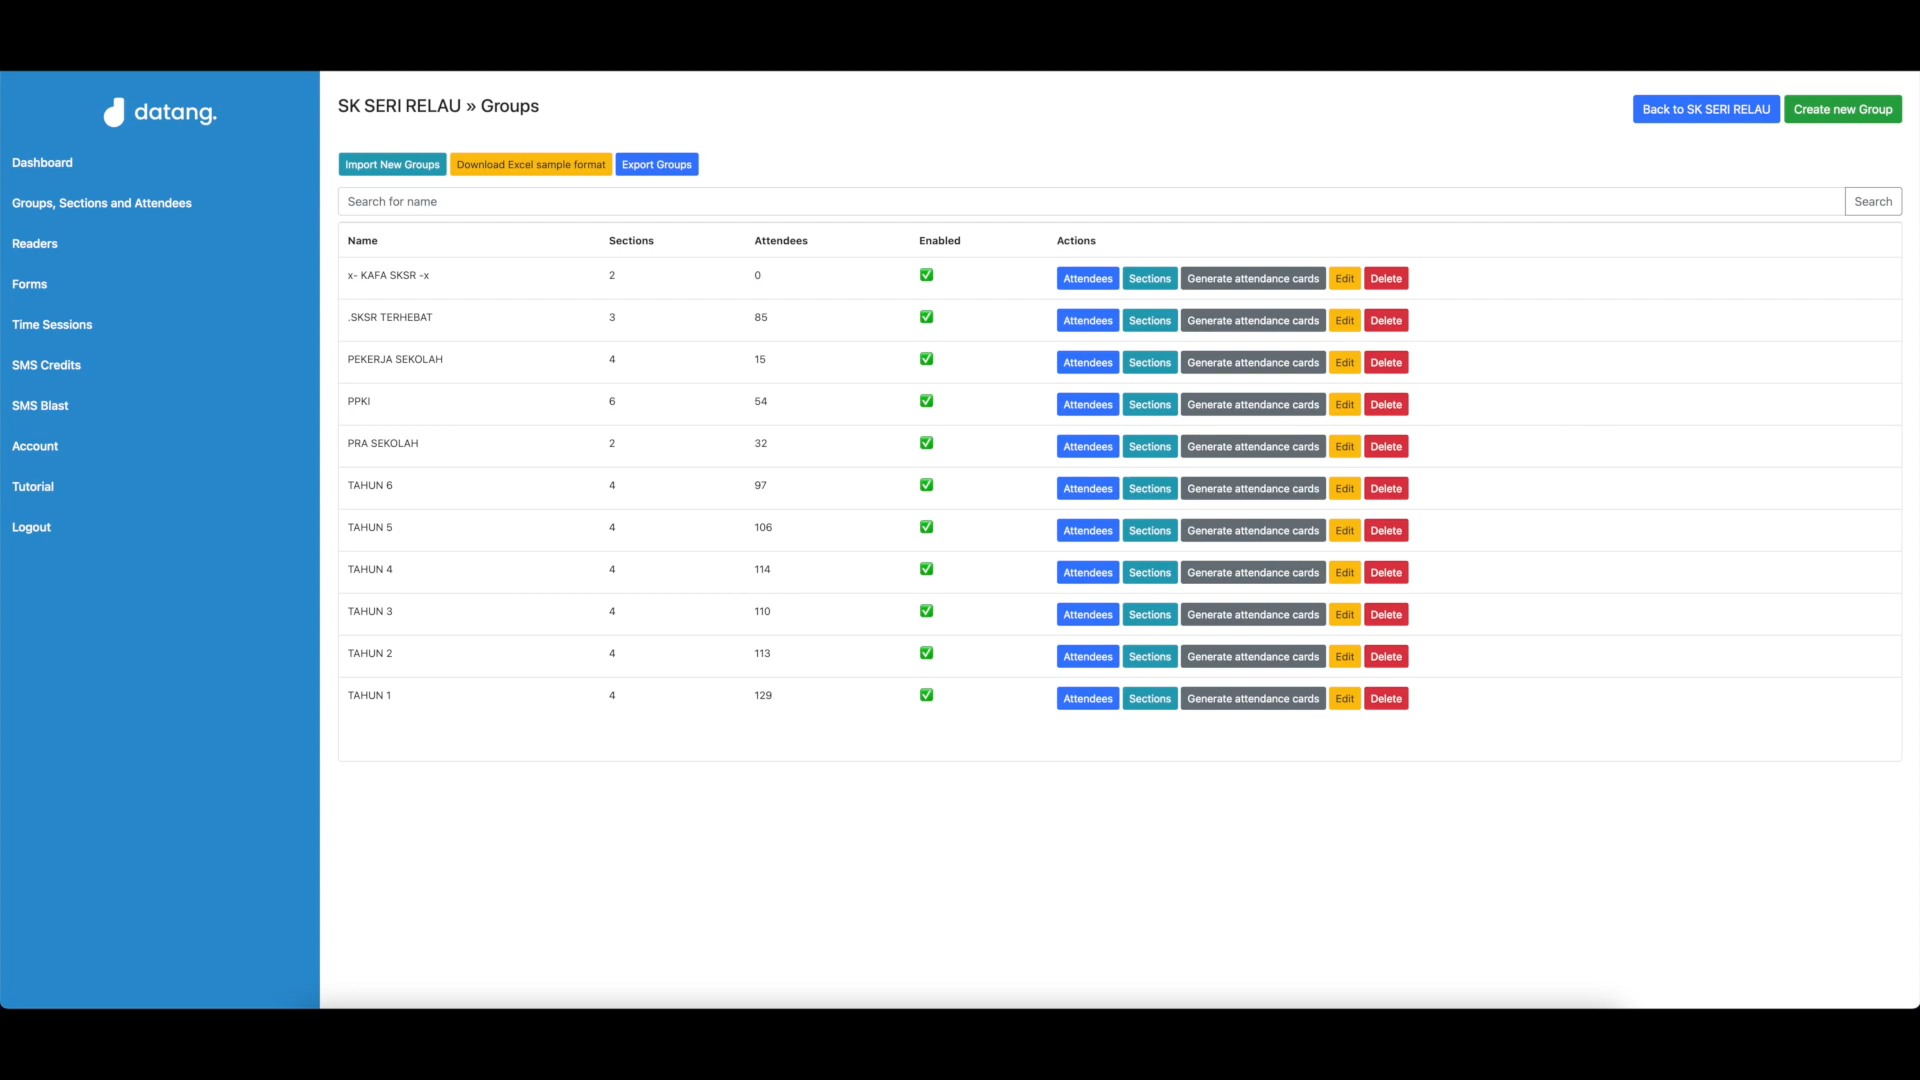 datang.
Dashboard
Groups, Sections and Attendees
Readers
Forms
Time Sessions
SMS Credits
SMS Blast
Account
Tutorial
Logout
SK SERI RELAU » Groups
Back to SK SERI RELAU Create new Group
Import New Groups Download Excel sample format Export Groups
Search for name Search
Name Sections Attendees Enabled Actions
x- KAFA SKSR -x 2 0 ✅ Attendees Sections Generate attendance cards Edit Delete
.SKSR TERHEBAT 3 85 ✅ Attendees Sections Generate attendance cards Edit Delete
PEKERJA SEKOLAH 4 15 ✅ Attendees Sections Generate attendance cards Edit Delete
PPKI 6 54 ✅ Attendees Sections Generate attendance cards Edit Delete
PRA SEKOLAH 2 32 ✅ Attendees Sections Generate attendance cards Edit Delete
TAHUN 6 4 97 ✅ Attendees Sections Generate attendance cards Edit Delete
TAHUN 5 4 106 ✅ Attendees Sections Generate attendance cards Edit Delete
TAHUN 4 4 114 ✅ Attendees Sections Generate attendance cards Edit Delete
TAHUN 3 4 110 ✅ Attendees Sections Generate attendance cards Edit Delete
TAHUN 2 4 113 ✅ Attendees Sections Generate attendance cards Edit Delete
TAHUN 1 4 129 ✅ Attendees Sections Generate attendance cards Edit Delete